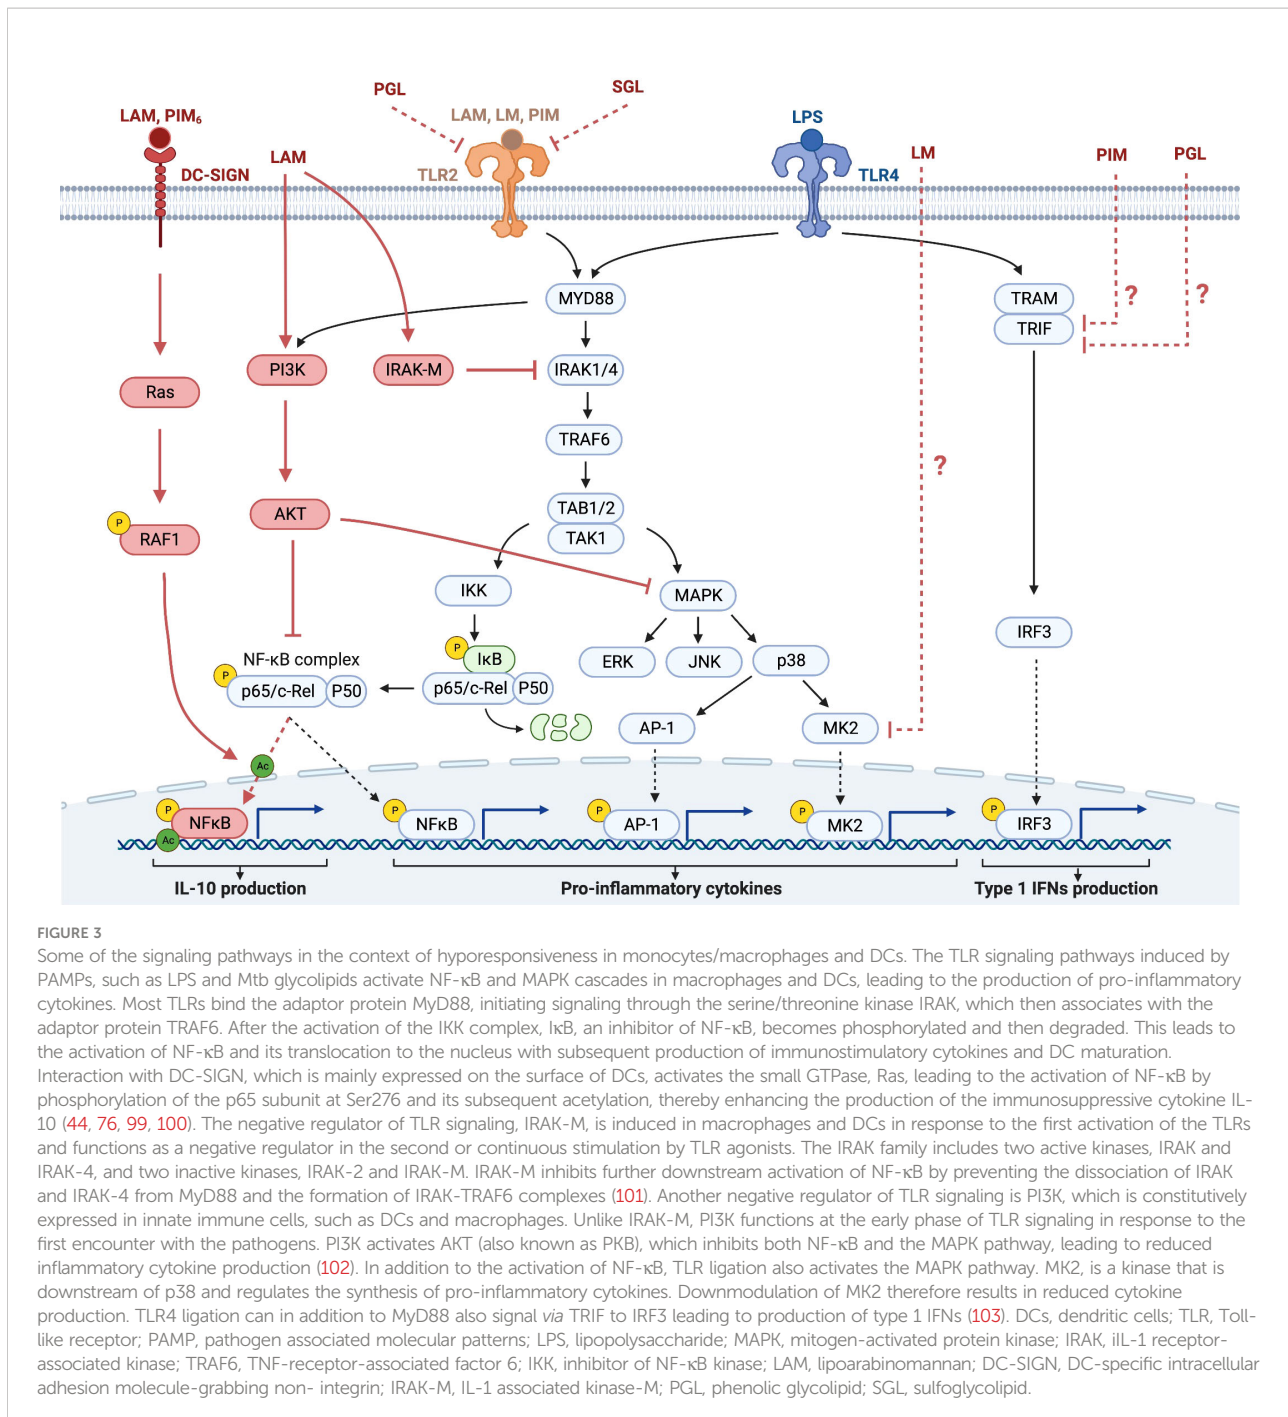 PGL
SGL
LAM, PIM₆
LAM, LM, PIM
LPS
LAM
LM
PIM
PGL
DC-SIGN
TLR2
TLR4
MYD88
TRAM
TRIF
?
?
PI3K
IRAK-M
IRAK1/4
Ras
TRAF6
?
P
RAF1
AKT
TAB1/2
TAK1
IKK
MAPK
IRF3
P
IκB
NF-κB complex
P
p65/c-Rel
P50
p65/c-Rel
P50
ERK
JNK
p38
AP-1
MK2
Ac
P
NFκB
Ac
P
NFκB
P
AP-1
P
MK2
P
IRF3
IL-10 production
Pro-inflammatory cytokines
Type 1 IFNs production
FIGURE 3
Some of the signaling pathways in the context of hyporesponsiveness in monocytes/macrophages and DCs. The TLR signaling pathways induced by
PAMPs, such as LPS and Mtb glycolipids activate NF-κB and MAPK cascades in macrophages and DCs, leading to the production of pro-inflammatory
cytokines. Most TLRs bind the adaptor protein MyD88, initiating signaling through the serine/threonine kinase IRAK, which then associates with the
adaptor protein TRAF6. After the activation of the IKK complex, IκB, an inhibitor of NF-κB, becomes phosphorylated and then degraded. This leads to
the activation of NF-κB and its translocation to the nucleus with subsequent production of immunostimulatory cytokines and DC maturation.
Interaction with DC-SIGN, which is mainly expressed on the surface of DCs, activates the small GTPase, Ras, leading to the activation of NF-κB by
phosphorylation of the p65 subunit at Ser276 and its subsequent acetylation, thereby enhancing the production of the immunosuppressive cytokine IL-
10 (44, 76, 99, 100). The negative regulator of TLR signaling, IRAK-M, is induced in macrophages and DCs in response to the first activation of the TLRs
and functions as a negative regulator in the second or continuous stimulation by TLR agonists. The IRAK family includes two active kinases, IRAK and
IRAK-4, and two inactive kinases, IRAK-2 and IRAK-M. IRAK-M inhibits further downstream activation of NF-κB by preventing the dissociation of IRAK
and IRAK-4 from MyD88 and the formation of IRAK-TRAF6 complexes (101). Another negative regulator of TLR signaling is PI3K, which is constitutively
expressed in innate immune cells, such as DCs and macrophages. Unlike IRAK-M, PI3K functions at the early phase of TLR signaling in response to the
first encounter with the pathogens. PI3K activates AKT (also known as PKB), which inhibits both NF-κB and the MAPK pathway, leading to reduced
inflammatory cytokine production (102). In addition to the activation of NF-κB, TLR ligation also activates the MAPK pathway. MK2, is a kinase that is
downstream of p38 and regulates the synthesis of pro-inflammatory cytokines. Downmodulation of MK2 therefore results in reduced cytokine
production. TLR4 ligation can in addition to MyD88 also signal via TRIF to IRF3 leading to production of type 1 IFNs (103). DCs, dendritic cells; TLR, Toll-
like receptor; PAMP, pathogen associated molecular patterns; LPS, lipopolysaccharide; MAPK, mitogen-activated protein kinase; IRAK, iIL-1 receptor-
associated kinase; TRAF6, TNF-receptor-associated factor 6; IKK, inhibitor of NF-κB kinase; LAM, lipoarabinomannan; DC-SIGN, DC-specific intracellular
adhesion molecule-grabbing non- integrin; IRAK-M, IL-1 associated kinase-M; PGL, phenolic glycolipid; SGL, sulfoglycolipid.